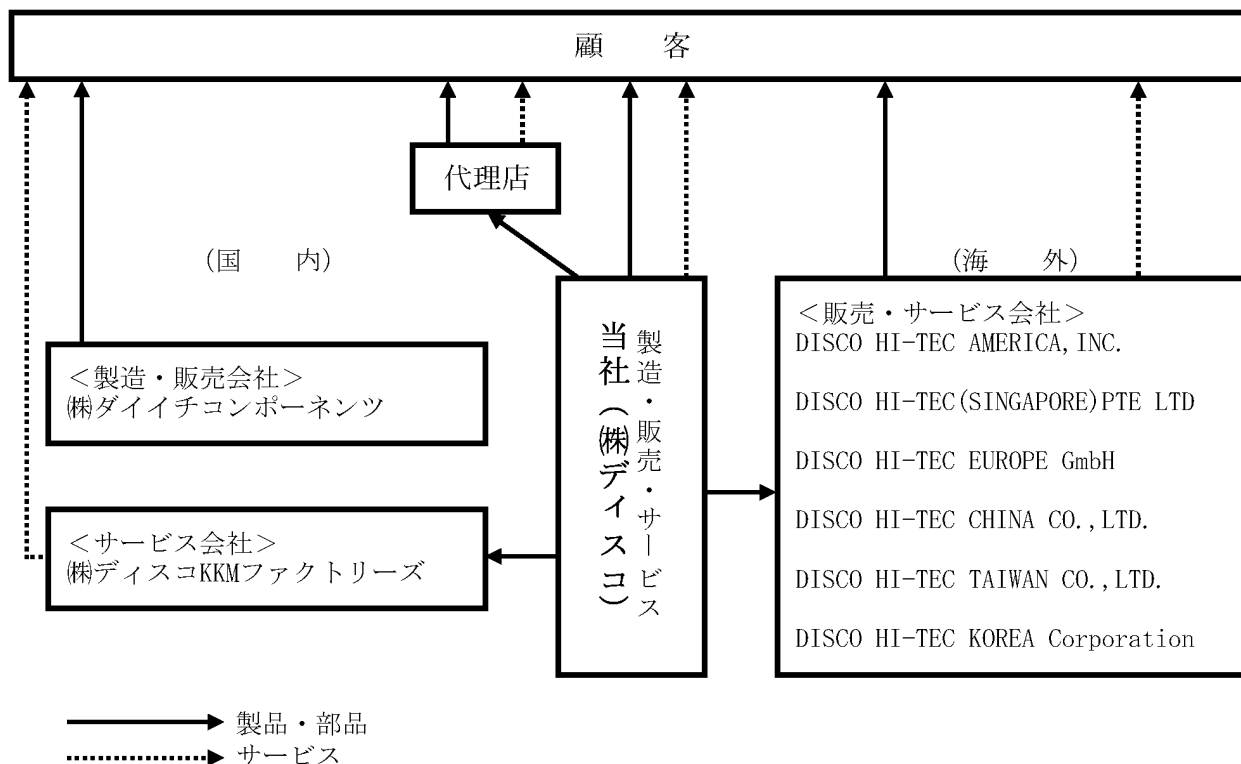 顧　　客
代理店
（国　　内）
（海　　外）
＜製造・販売会社＞
㈱ダイイチコンポーネンツ
＜サービス会社＞
㈱ディスコKKMファクトリーズ
当社（㈱ディスコ）
製造・販売・サービス
＜販売・サービス会社＞
DISCO HI-TEC AMERICA,INC.
DISCO HI-TEC(SINGAPORE)PTE LTD
DISCO HI-TEC EUROPE GmbH
DISCO HI-TEC CHINA CO.,LTD.
DISCO HI-TEC TAIWAN CO.,LTD.
DISCO HI-TEC KOREA Corporation
製品・部品
サービス